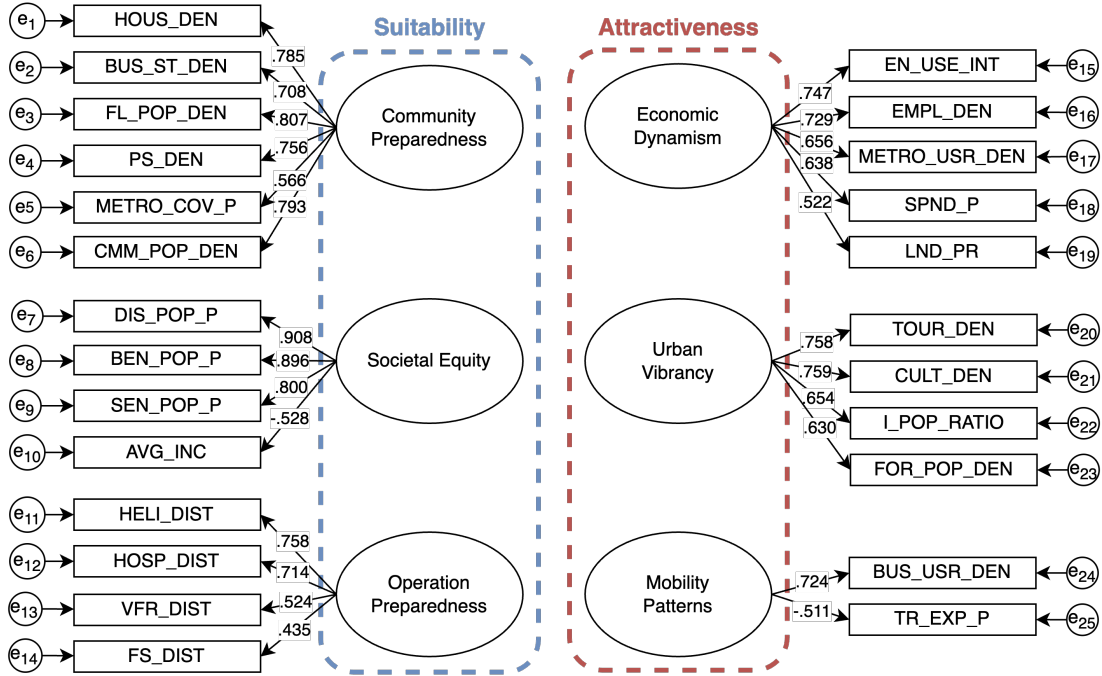 Suitability
Attractiveness
e1
HOUS_DEN
.785
e2
BUS_ST_DEN
.708
e3
FL_POP_DEN
.807
e4
PS_DEN
.756
e5
METRO_COV_P
.566
e6
CMM_POP_DEN
.793
Community
Preparedness
e7
DIS_POP_P
.908
e8
BEN_POP_P
.896
e9
SEN_POP_P
.800
e10
AVG_INC
-.528
Societal Equity
e11
HELI_DIST
.758
e12
HOSP_DIST
.714
e13
VFR_DIST
.524
e14
FS_DIST
.435
Operation
Preparedness
Economic
Dynamism
.747
EN_USE_INT
e15
.729
EMPL_DEN
e16
.656
METRO_USR_DEN
e17
.638
SPND_P
e18
.522
LND_PR
e19
Urban
Vibrancy
.758
TOUR_DEN
e20
.759
CULT_DEN
e21
.654
I_POP_RATIO
e22
.630
FOR_POP_DEN
e23
Mobility
Patterns
.724
BUS_USR_DEN
e24
-.511
TR_EXP_P
e25